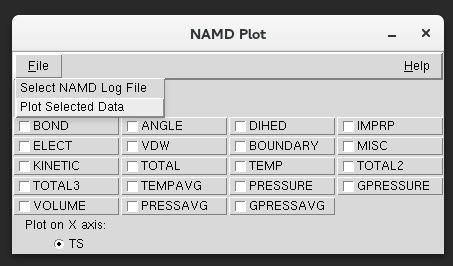 NAMD Plot
File Help
Select NAMD Log File
Plot Selected Data
BOND ANGLE DIHED IMPRP
ELECT VDW BOUNDARY MISC
KINETIC TOTAL TEMP TOTAL2
TOTAL3 TEMPAVG PRESSURE GPRESSURE
VOLUME PRESSAVG GPRESSAVG
Plot on X axis:
TS